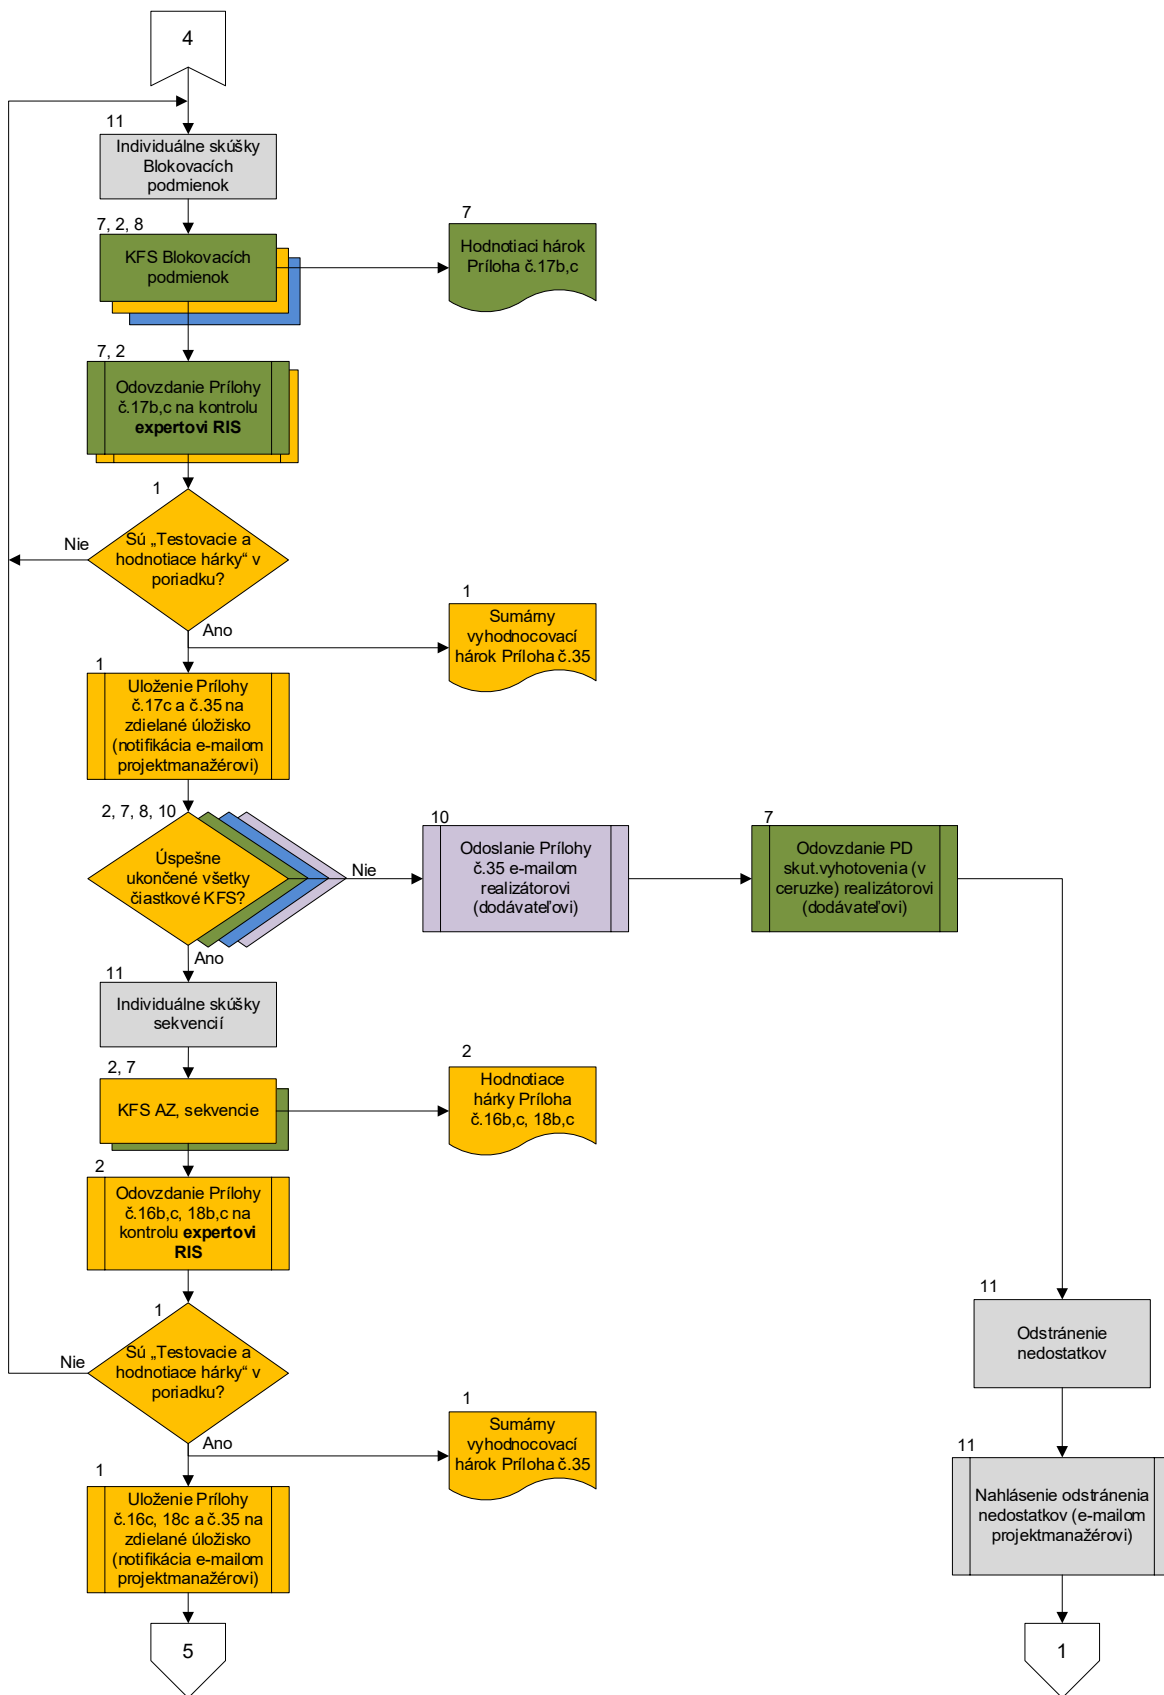 4
11
Individuálne skúšky
Blokovacích
podmienok
7, 2, 8
KFS Blokovacích
podmienok
7
Hodnotiaci hárok
Príloha č.17b,c
7, 2
Odovzdanie Prílohy
č.17b,c na kontrolu
expertovi RIS
1
Sú „Testovacie a
hodnotiace hárky“ v
poriadku?
Nie
Ano
1
Sumárny
vyhodnocovací
hárok Príloha č.35
1
Uloženie Prílohy
č.17c a č.35 na
zdielané úložisko
(notifikácia e-mailom
projektmanažérovi)
2, 7, 8, 10
Úspešne
ukončené všetky
čiastkové KFS?
Nie
Ano
10
Odoslanie Prílohy
č.35 e-mailom
realizátorovi
(dodávateľovi)
7
Odovzdanie PD
skut.vyhotovenia (v
ceruzke) realizátorovi
(dodávateľovi)
11
Individuálne skúšky
sekvencií
2, 7
KFS AZ, sekvencie
2
Hodnotiace
hárky Príloha
č.16b,c, 18b,c
2
Odovzdanie Prílohy
č.16b,c, 18b,c na
kontrolu expertovi
RIS
1
Sú „Testovacie a
hodnotiace hárky“ v
poriadku?
Nie
Ano
11
Odstránenie
nedostatkov
1
Sumárny
vyhodnocovací
hárok Príloha č.35
1
Uloženie Prílohy
č.16c, 18c a č.35 na
zdielané úložisko
(notifikácia e-mailom
projektmanažérovi)
11
Nahlásenie odstránenia
nedostatkov (e-mailom
projektmanažérovi)
5
1